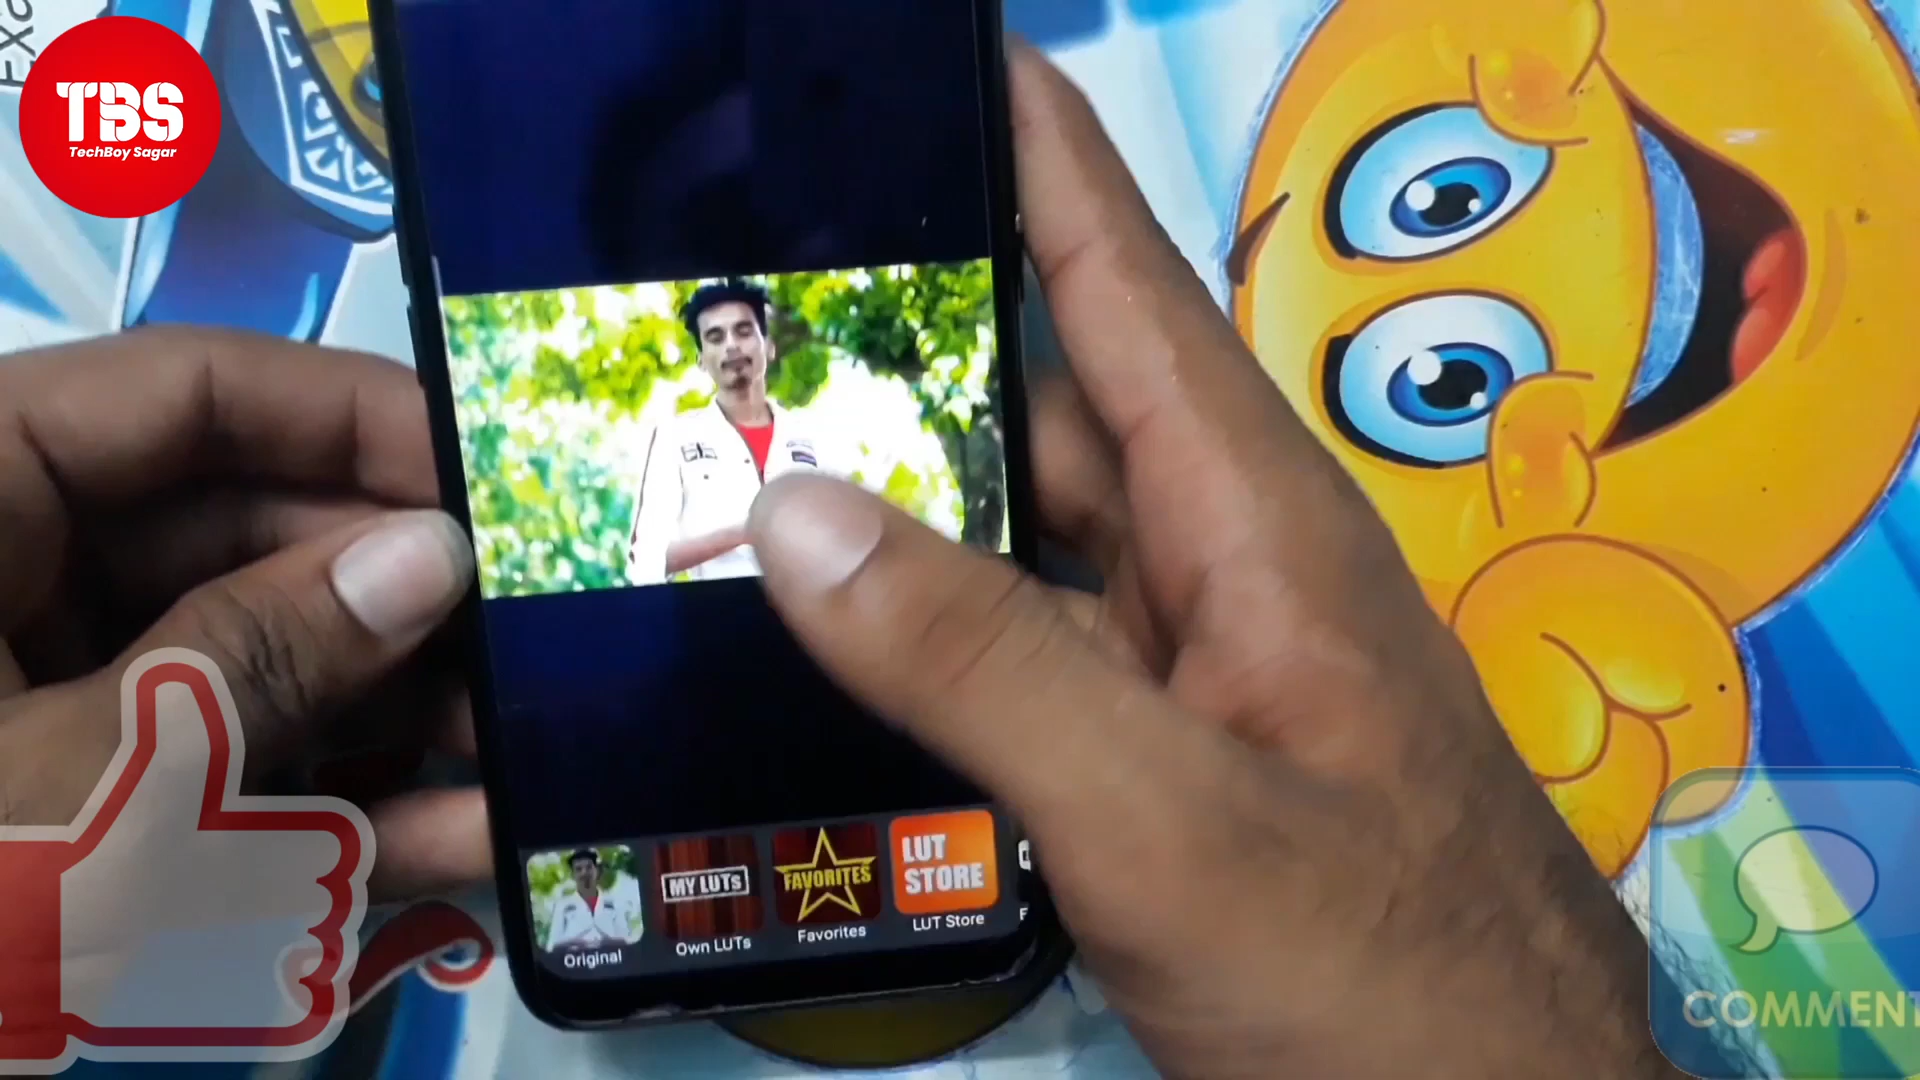 TBS
TechBoy Sagar
MY LUTs
FAVORITES
LUT
STORE
Original
Own LUTs
Favorites
LUT Store
COMMENT